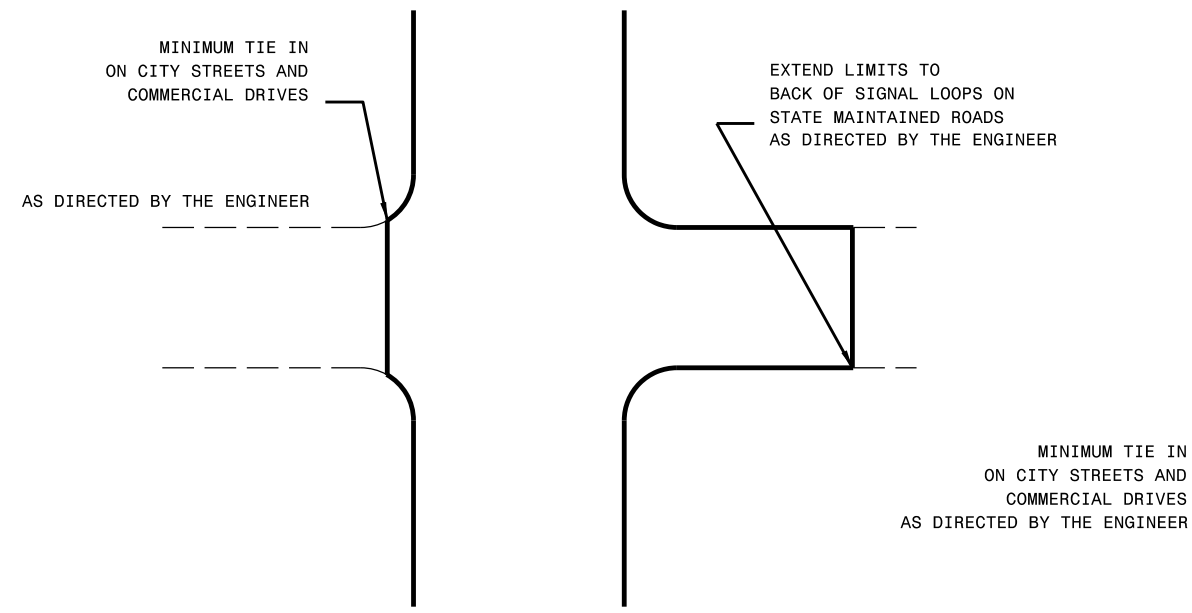 MINIMUM TIE IN
ON CITY STREETS AND
COMMERCIAL DRIVES
AS DIRECTED BY THE ENGINEER
EXTEND LIMITS TO
BACK OF SIGNAL LOOPS ON
STATE MAINTAINED ROADS
AS DIRECTED BY THE ENGINEER
MINIMUM TIE IN
ON CITY STREETS AND
COMMERCIAL DRIVES
AS DIRECTED BY THE ENGINEER